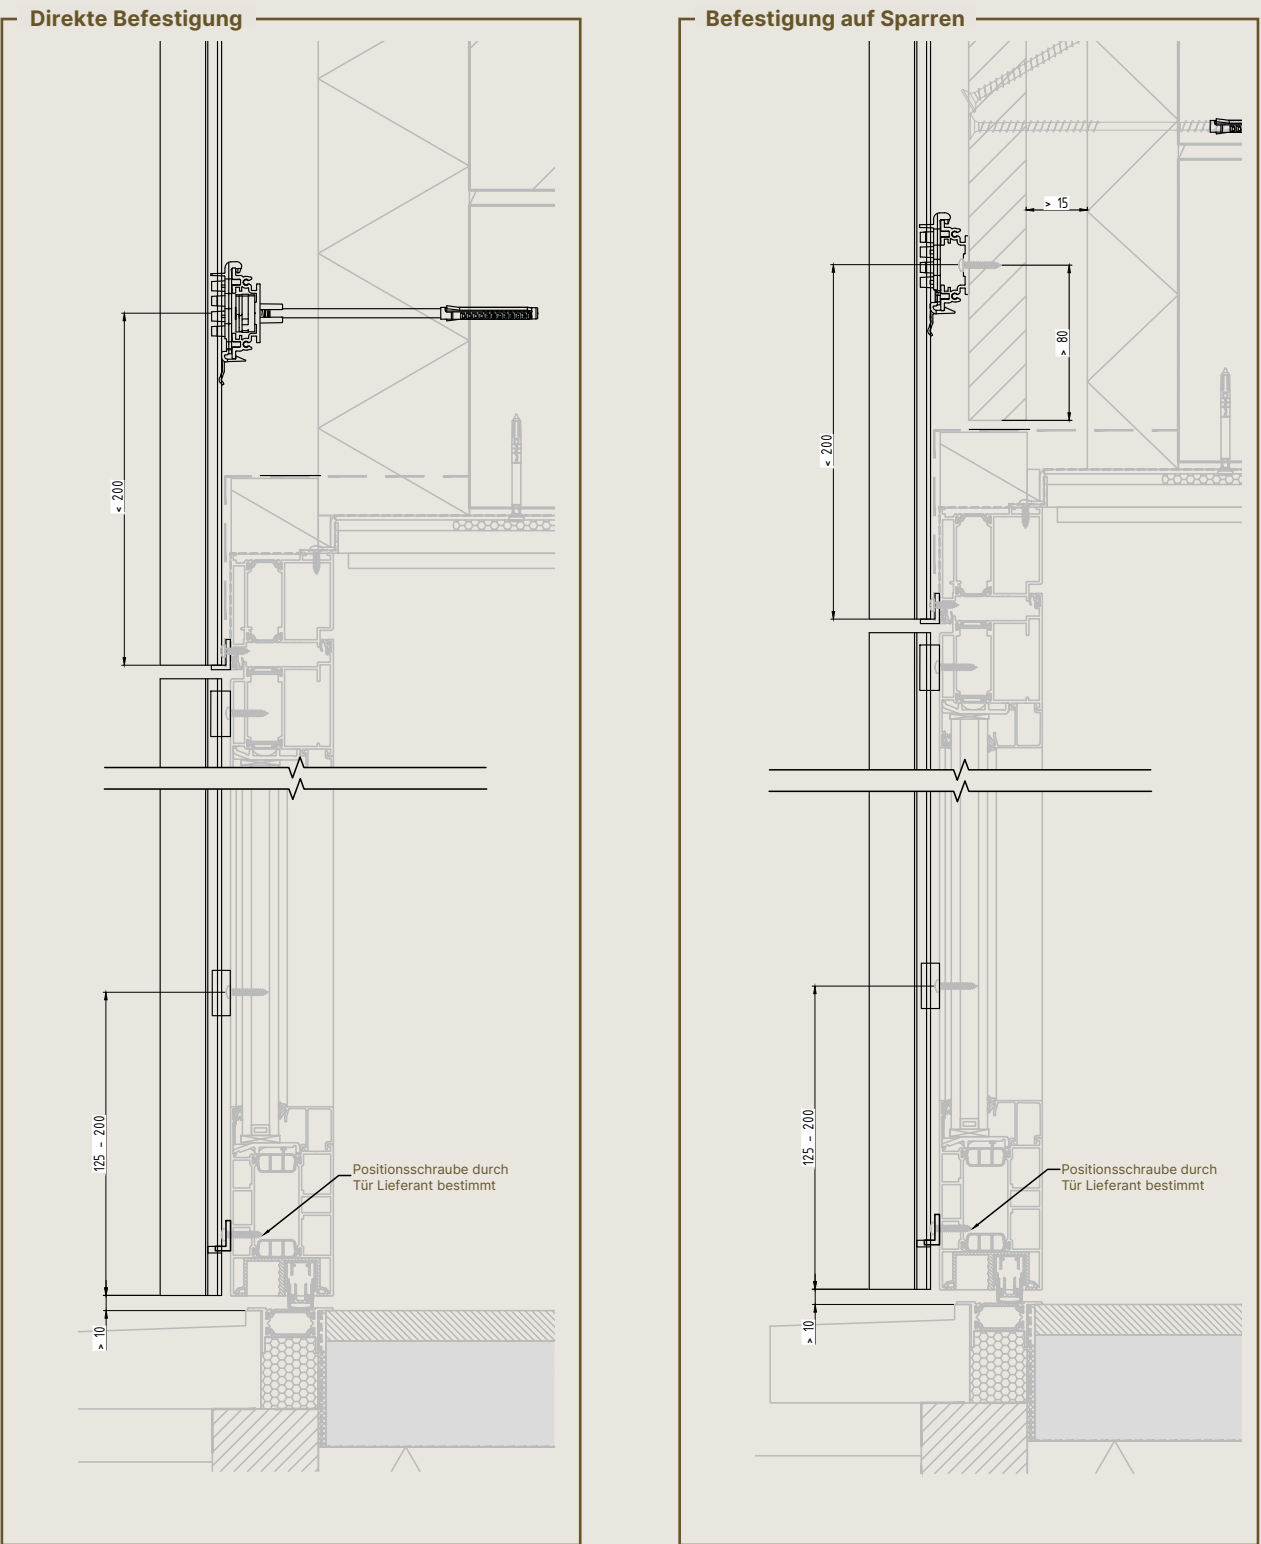 Direkte Befestigung
< 200
125 - 200
> 10
Positionsschraube durch
Tür Lieferant bestimmt
Befestigung auf Sparren
> 15
> 80
< 200
125 - 200
> 10
Positionsschraube durch
Tür Lieferant bestimmt